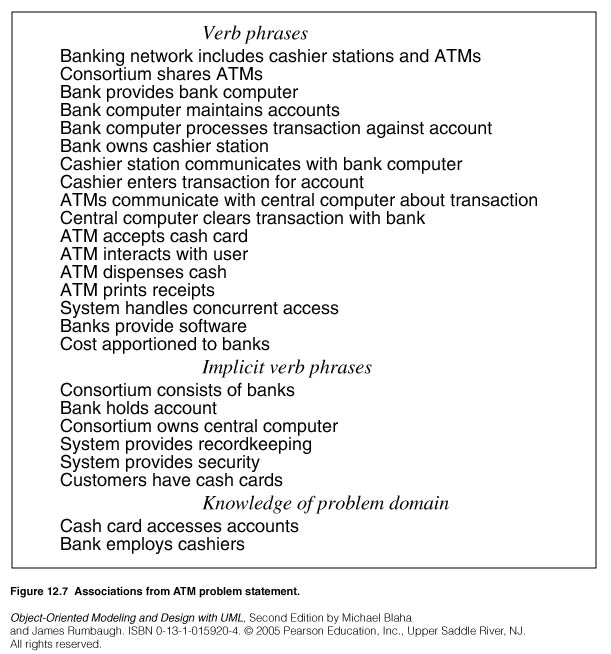 Verb phrases
Banking network includes cashier stations and ATMs
Consortium shares ATMs
Bank provides bank computer
Bank computer maintains accounts
Bank computer processes transaction against account
Bank owns cashier station
Cashier station communicates with bank computer
Cashier enters transaction for account
ATMs communicate with central computer about transaction
Central computer clears transaction with bank
ATM accepts cash card
ATM interacts with user
ATM dispenses cash
ATM prints receipts
System handles concurrent access
Banks provide software
Cost apportioned to banks
Implicit verb phrases
Consortium consists of banks
Bank holds account
Consortium owns central computer
System provides recordkeeping
System provides security
Customers have cash cards
Knowledge of problem domain
Cash card accesses accounts
Bank employs cashiers
Figure 12.7 Associations from ATM problem statement.
Object-Oriented Modeling and Design with UML, Second Edition by Michael Blaha
and James Rumbaugh. ISBN 0-13-1-015920-4. © 2005 Pearson Education, Inc., Upper Saddle River, NJ.
All rights reserved.